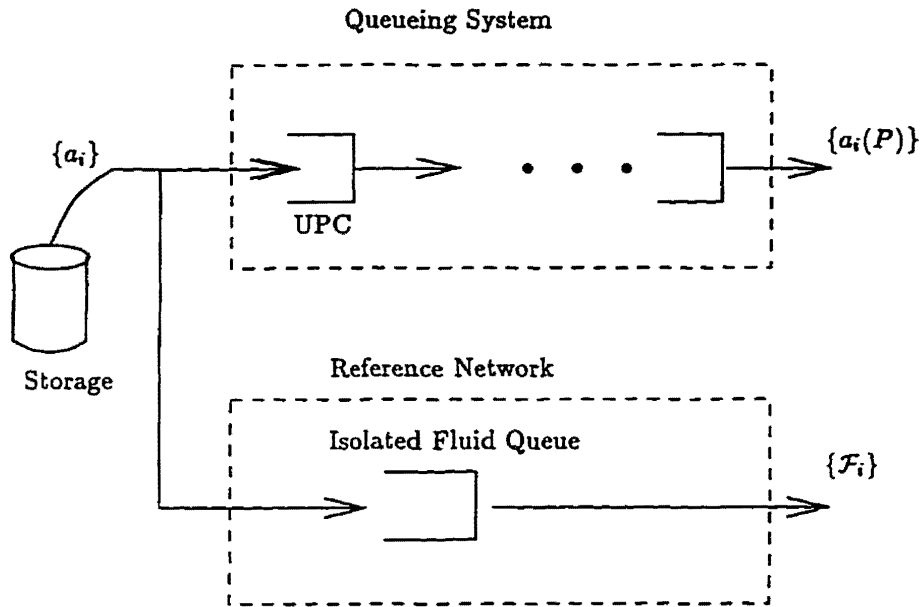 Queueing System
{a_i}
{a_i(P)}
UPC
Storage
Reference Network
Isolated Fluid Queue
{ℱ_i}